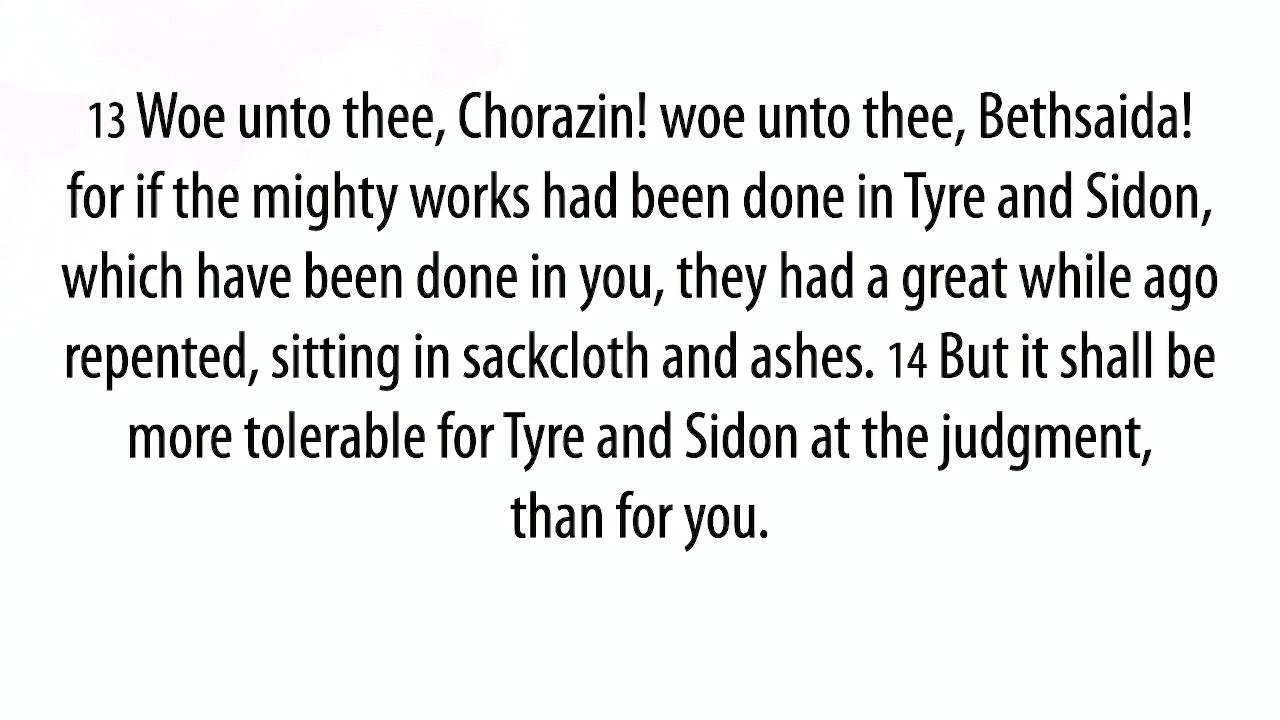 13 Woe unto thee, Chorazin! woe unto thee, Bethsaida!
for if the mighty works had been done in Tyre and Sidon,
which have been done in you, they had a great while ago
repented, sitting in sackcloth and ashes. 14 But it shall be
more tolerable for Tyre and Sidon at the judgment,
than for you.